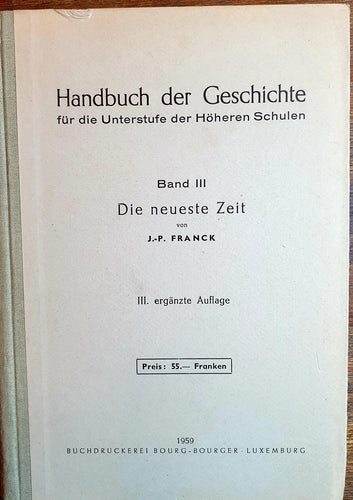 Handbuch der Geschichte
für die Unterstufe der Höheren Schulen
Band III
Die neueste Zeit
von
J.-P. FRANCK
III. ergänzte Auflage
Preis: 55.— Franken
1959
BUCHDRUCKEREI BOURG-BOURGER · LUXEMBURG